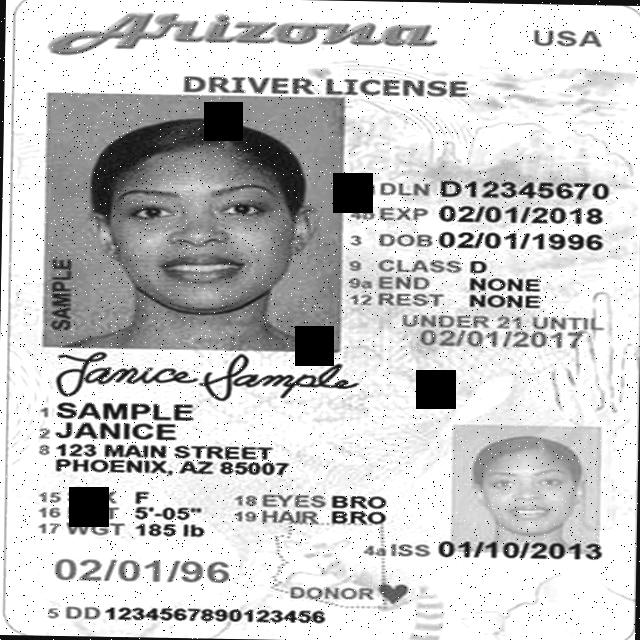 Arizona
USA
DRIVER LICENSE
DLN D12345670
4b EXP 02/01/2018
3 DOB 02/01/1996
9 CLASS D
9a END NONE
12 REST NONE
UNDER 21 UNTIL
02/01/2017
SAMPLE
Janice Sample
1 SAMPLE
2 JANICE
8 123 MAIN STREET
PHOENIX, AZ 85007
15 F
16 5'-05"
17 WGT 185 lb
18 EYES BRO
19 HAIR BRO
4a ISS 01/10/2013
02/01/96
DONOR
5 DD 1234567890123456